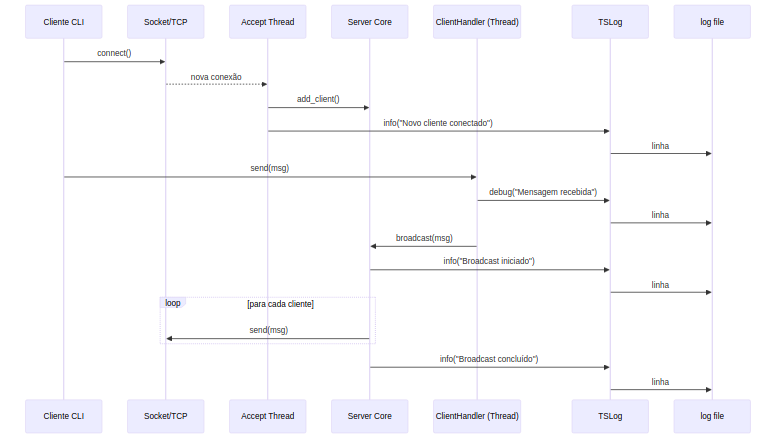 Cliente CLI
Socket/TCP
Accept Thread
Server Core
ClientHandler (Thread)
TSLog
log file
connect()
nova conexão
add_client()
info("Novo cliente conectado")
linha
send(msg)
debug("Mensagem recebida")
linha
broadcast(msg)
info("Broadcast iniciado")
linha
loop
[para cada cliente]
send(msg)
info("Broadcast concluído")
linha
Cliente CLI
Socket/TCP
Accept Thread
Server Core
ClientHandler (Thread)
TSLog
log file